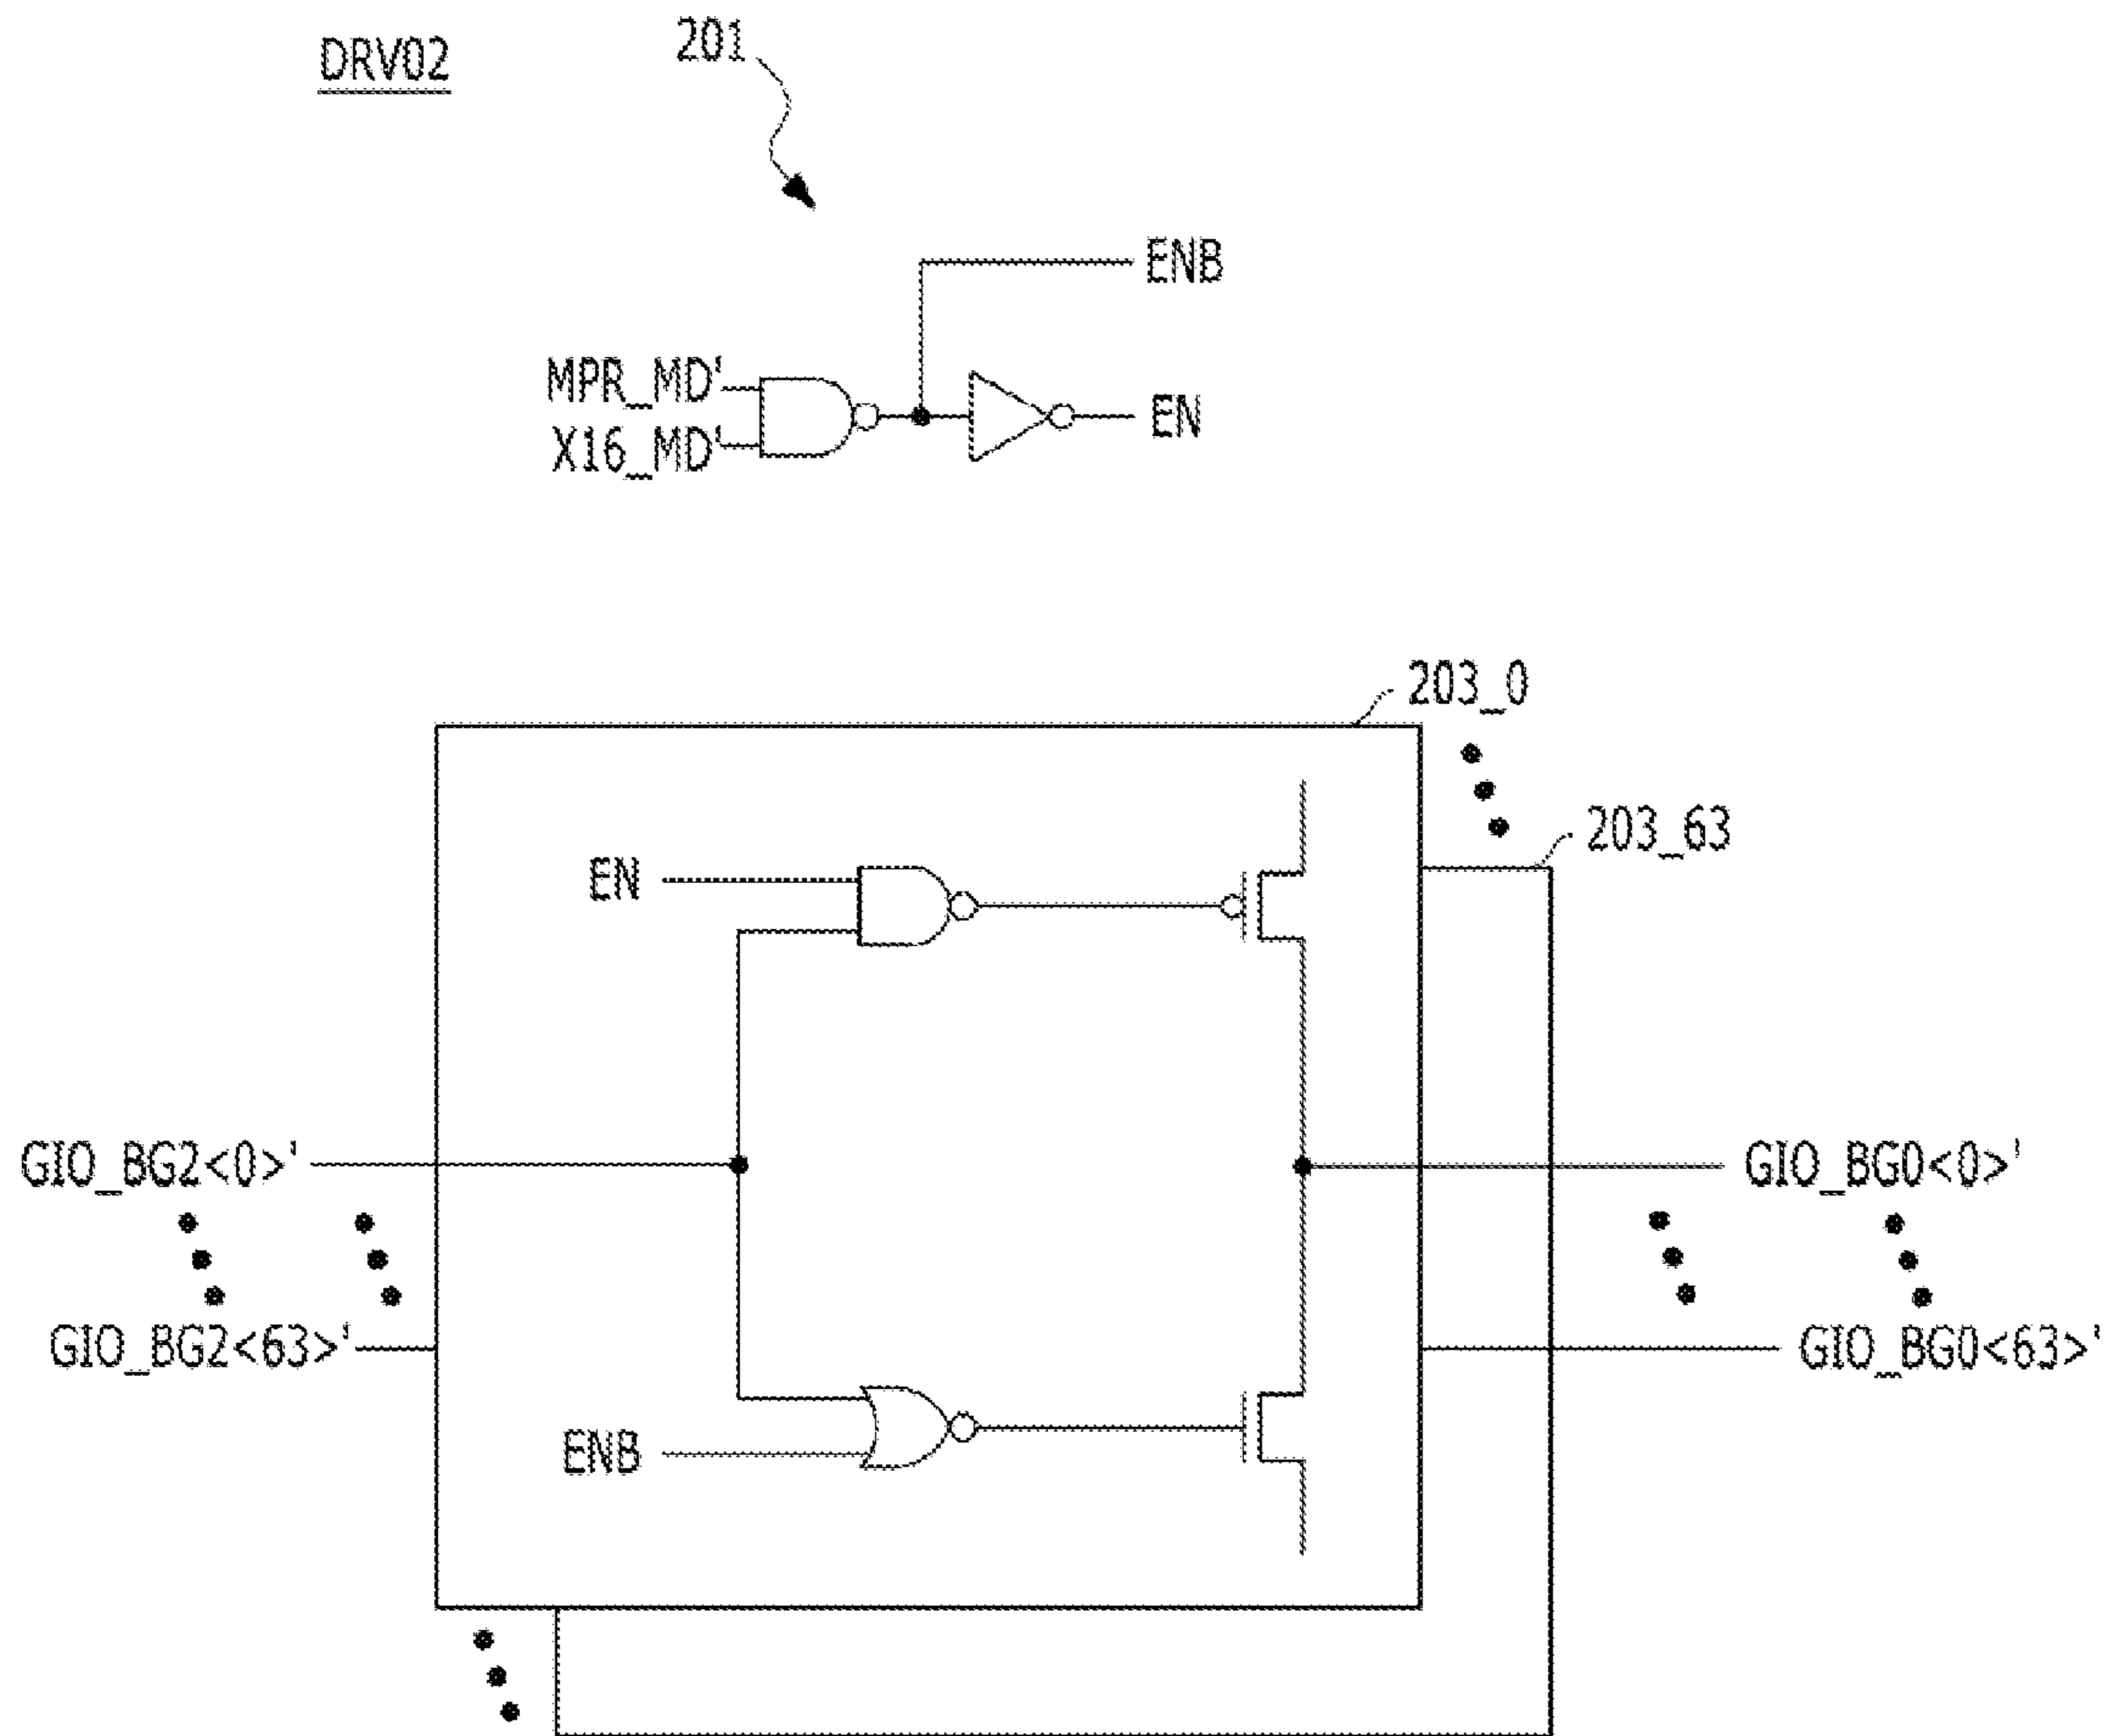 DRV02
201
ENB
MPR_MD'
X16_MD'
EN
203_0
203_63
EN
GIO_BG2<0>'
GIO_BG0<0>'
GIO_BG2<63>'
GIO_BG0<63>'
ENB